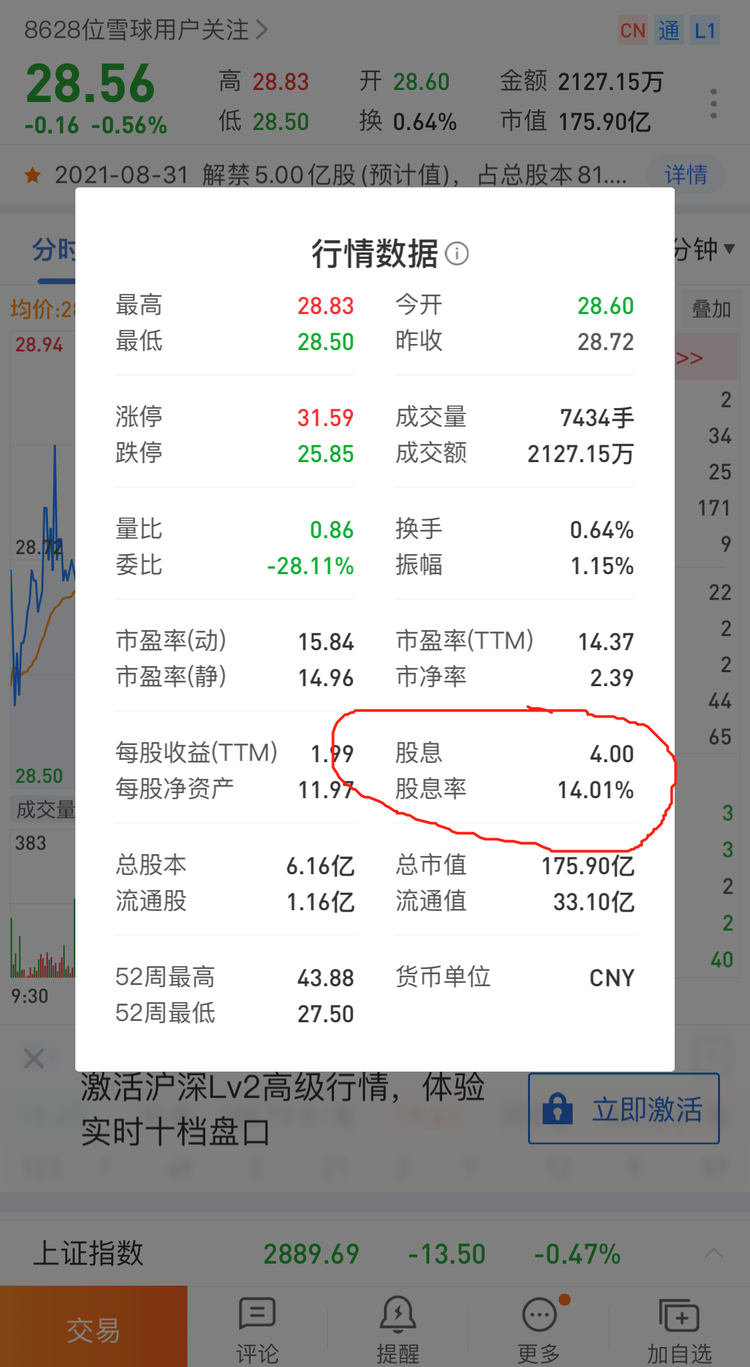 8628位雪球用户关注
CN 通 L1
28.56
-0.16 -0.56%
高 28.83 开 28.60 金额 2127.15万
低 28.50 换 0.64% 市值 175.90亿
2021-08-31 解禁5.00亿股(预计值)，占总股本81.... 详情
分时
分钟
均价:28
叠加
28.94
>>
28.72
28.50
成交量
383
9:30
2
34
25
171
9
22
2
2
44
65
3
3
2
2
40
行情数据
最高 28.83 今开 28.60
最低 28.50 昨收 28.72
涨停 31.59 成交量 7434手
跌停 25.85 成交额 2127.15万
量比 0.86 换手 0.64%
委比 -28.11% 振幅 1.15%
市盈率(动) 15.84 市盈率(TTM) 14.37
市盈率(静) 14.96 市净率 2.39
每股收益(TTM) 1.99 股息 4.00
每股净资产 11.97 股息率 14.01%
总股本 6.16亿 总市值 175.90亿
流通股 1.16亿 流通值 33.10亿
52周最高 43.88 货币单位 CNY
52周最低 27.50
激活沪深Lv2高级行情，体验
实时十档盘口
立即激活
上证指数 2889.69 -13.50 -0.47%
交易 评论 提醒 更多 加自选